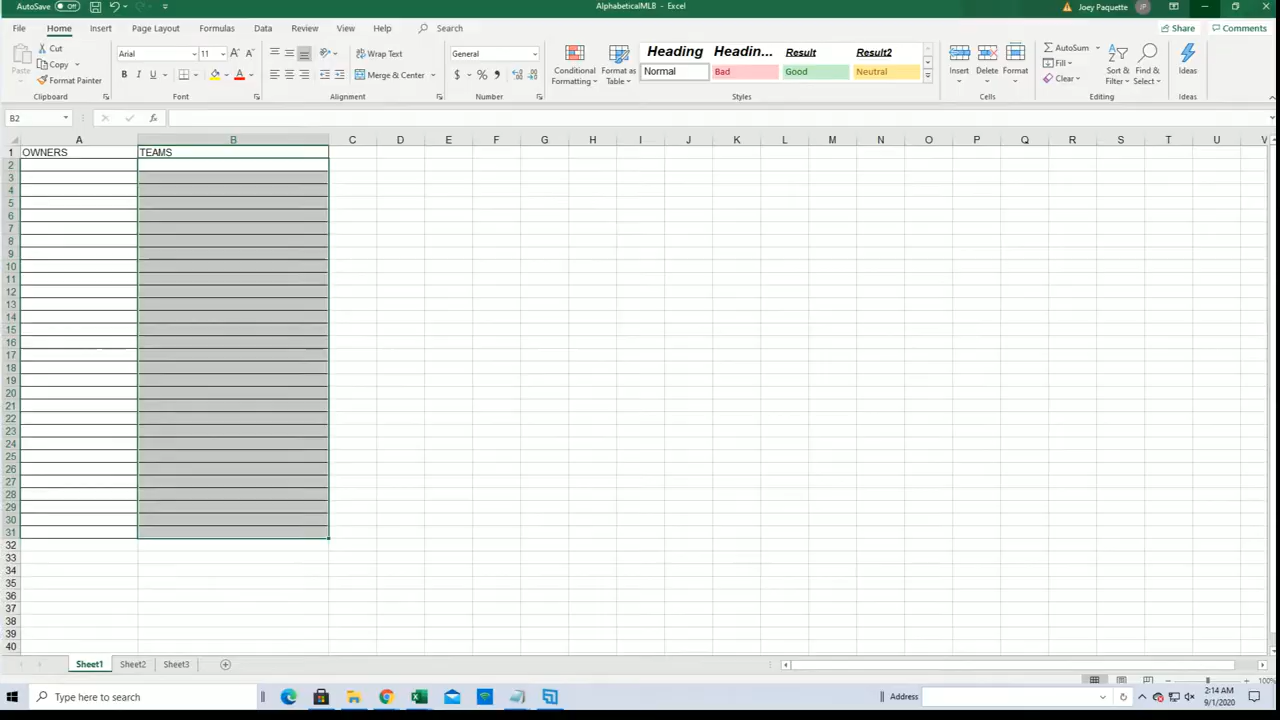 AutoSave Off AlphabeticalMLB - Excel Joey Paquette JF
File Home Insert Page Layout Formulas Data Review View Help Search Share Comments
Paste Cut Copy Format Painter Clipboard
Arial 11 B I U A Font
Wrap Text Merge & Center Alignment
General $ % Number
Conditional Formatting Format as Table
Heading Headin... Result Result2
Normal Bad Good Neutral
Styles
Insert Delete Format Cells
AutoSum Fill Clear Sort & Filter Find & Select Editing
Ideas Ideas
B2 fx
A B C D E F G H I J K L M N O P Q R S T U V
1 OWNERS TEAMS
2
3
4
5
6
7
8
9
10
11
12
13
14
15
16
17
18
19
20
21
22
23
24
25
26
27
28
29
30
31
32
33
34
35
36
37
38
39
40
Sheet1 Sheet2 Sheet3
100%
Type here to search Address 2:14 AM
9/1/2020